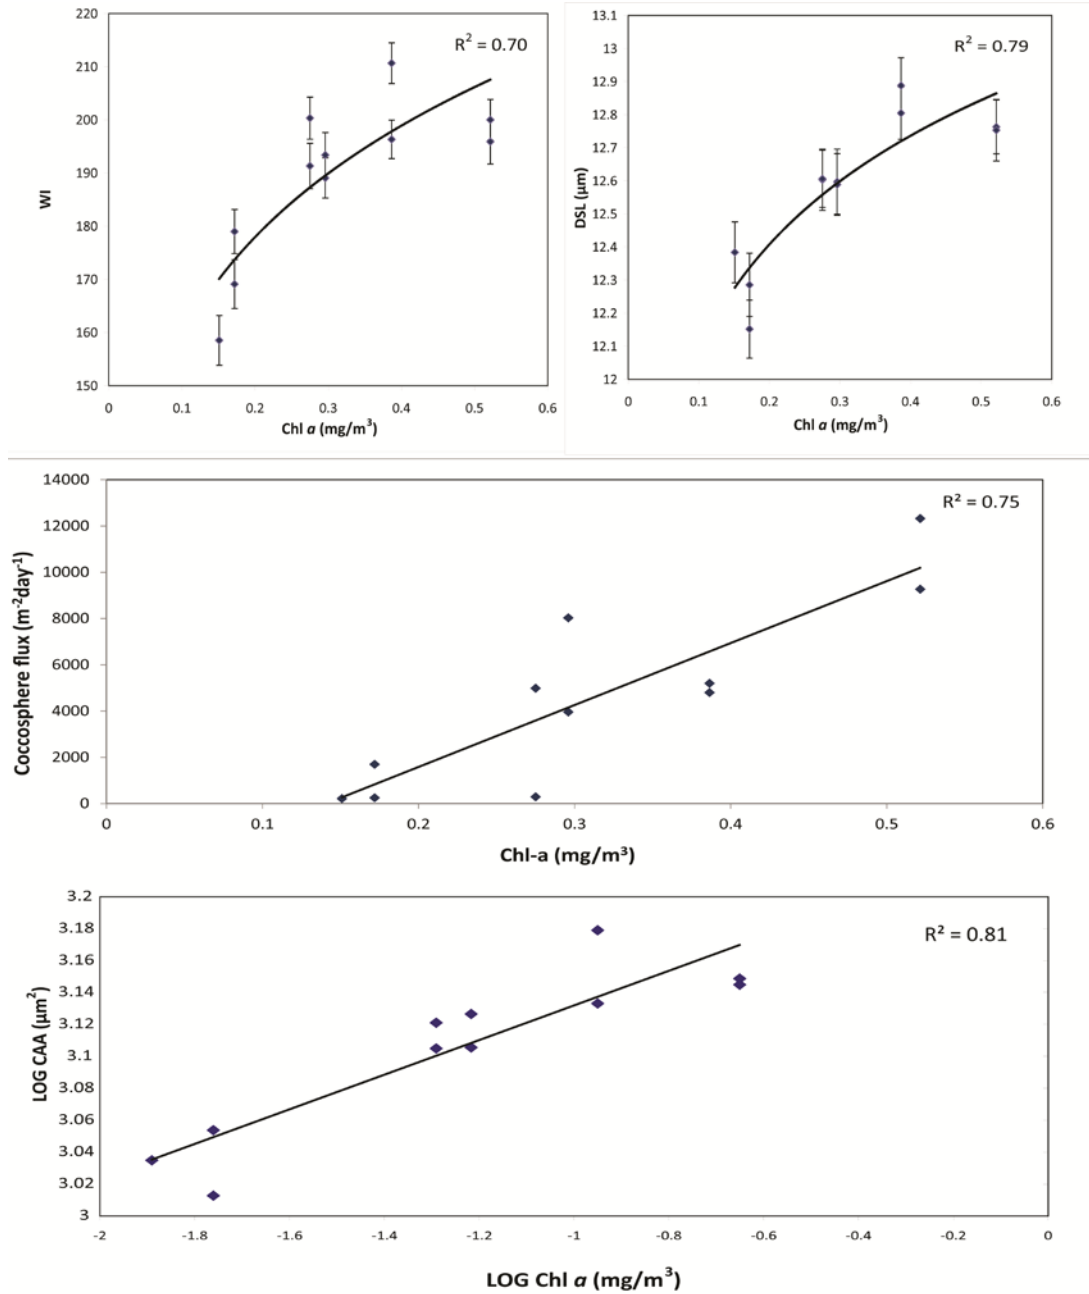 220
210
200
190
180
170
160
150
WI
R² = 0.70
0 0.1 0.2 0.3 0.4 0.5 0.6
Chl a (mg/m³)
13.1
13
12.9
12.8
12.7
12.6
12.5
12.4
12.3
12.2
12.1
12
DSL (µm)
R² = 0.79
0 0.1 0.2 0.3 0.4 0.5 0.6
Chl a (mg/m³)
14000
12000
10000
8000
6000
4000
2000
0
Coccosphere flux (m⁻²day⁻¹)
R² = 0.75
0 0.1 0.2 0.3 0.4 0.5 0.6
Chl-a (mg/m³)
3.2
3.18
3.16
3.14
3.12
3.1
3.08
3.06
3.04
3.02
3
LOG CAA (µm²)
R² = 0.81
-2 -1.8 -1.6 -1.4 -1.2 -1 -0.8 -0.6 -0.4 -0.2 0
LOG Chl a (mg/m³)